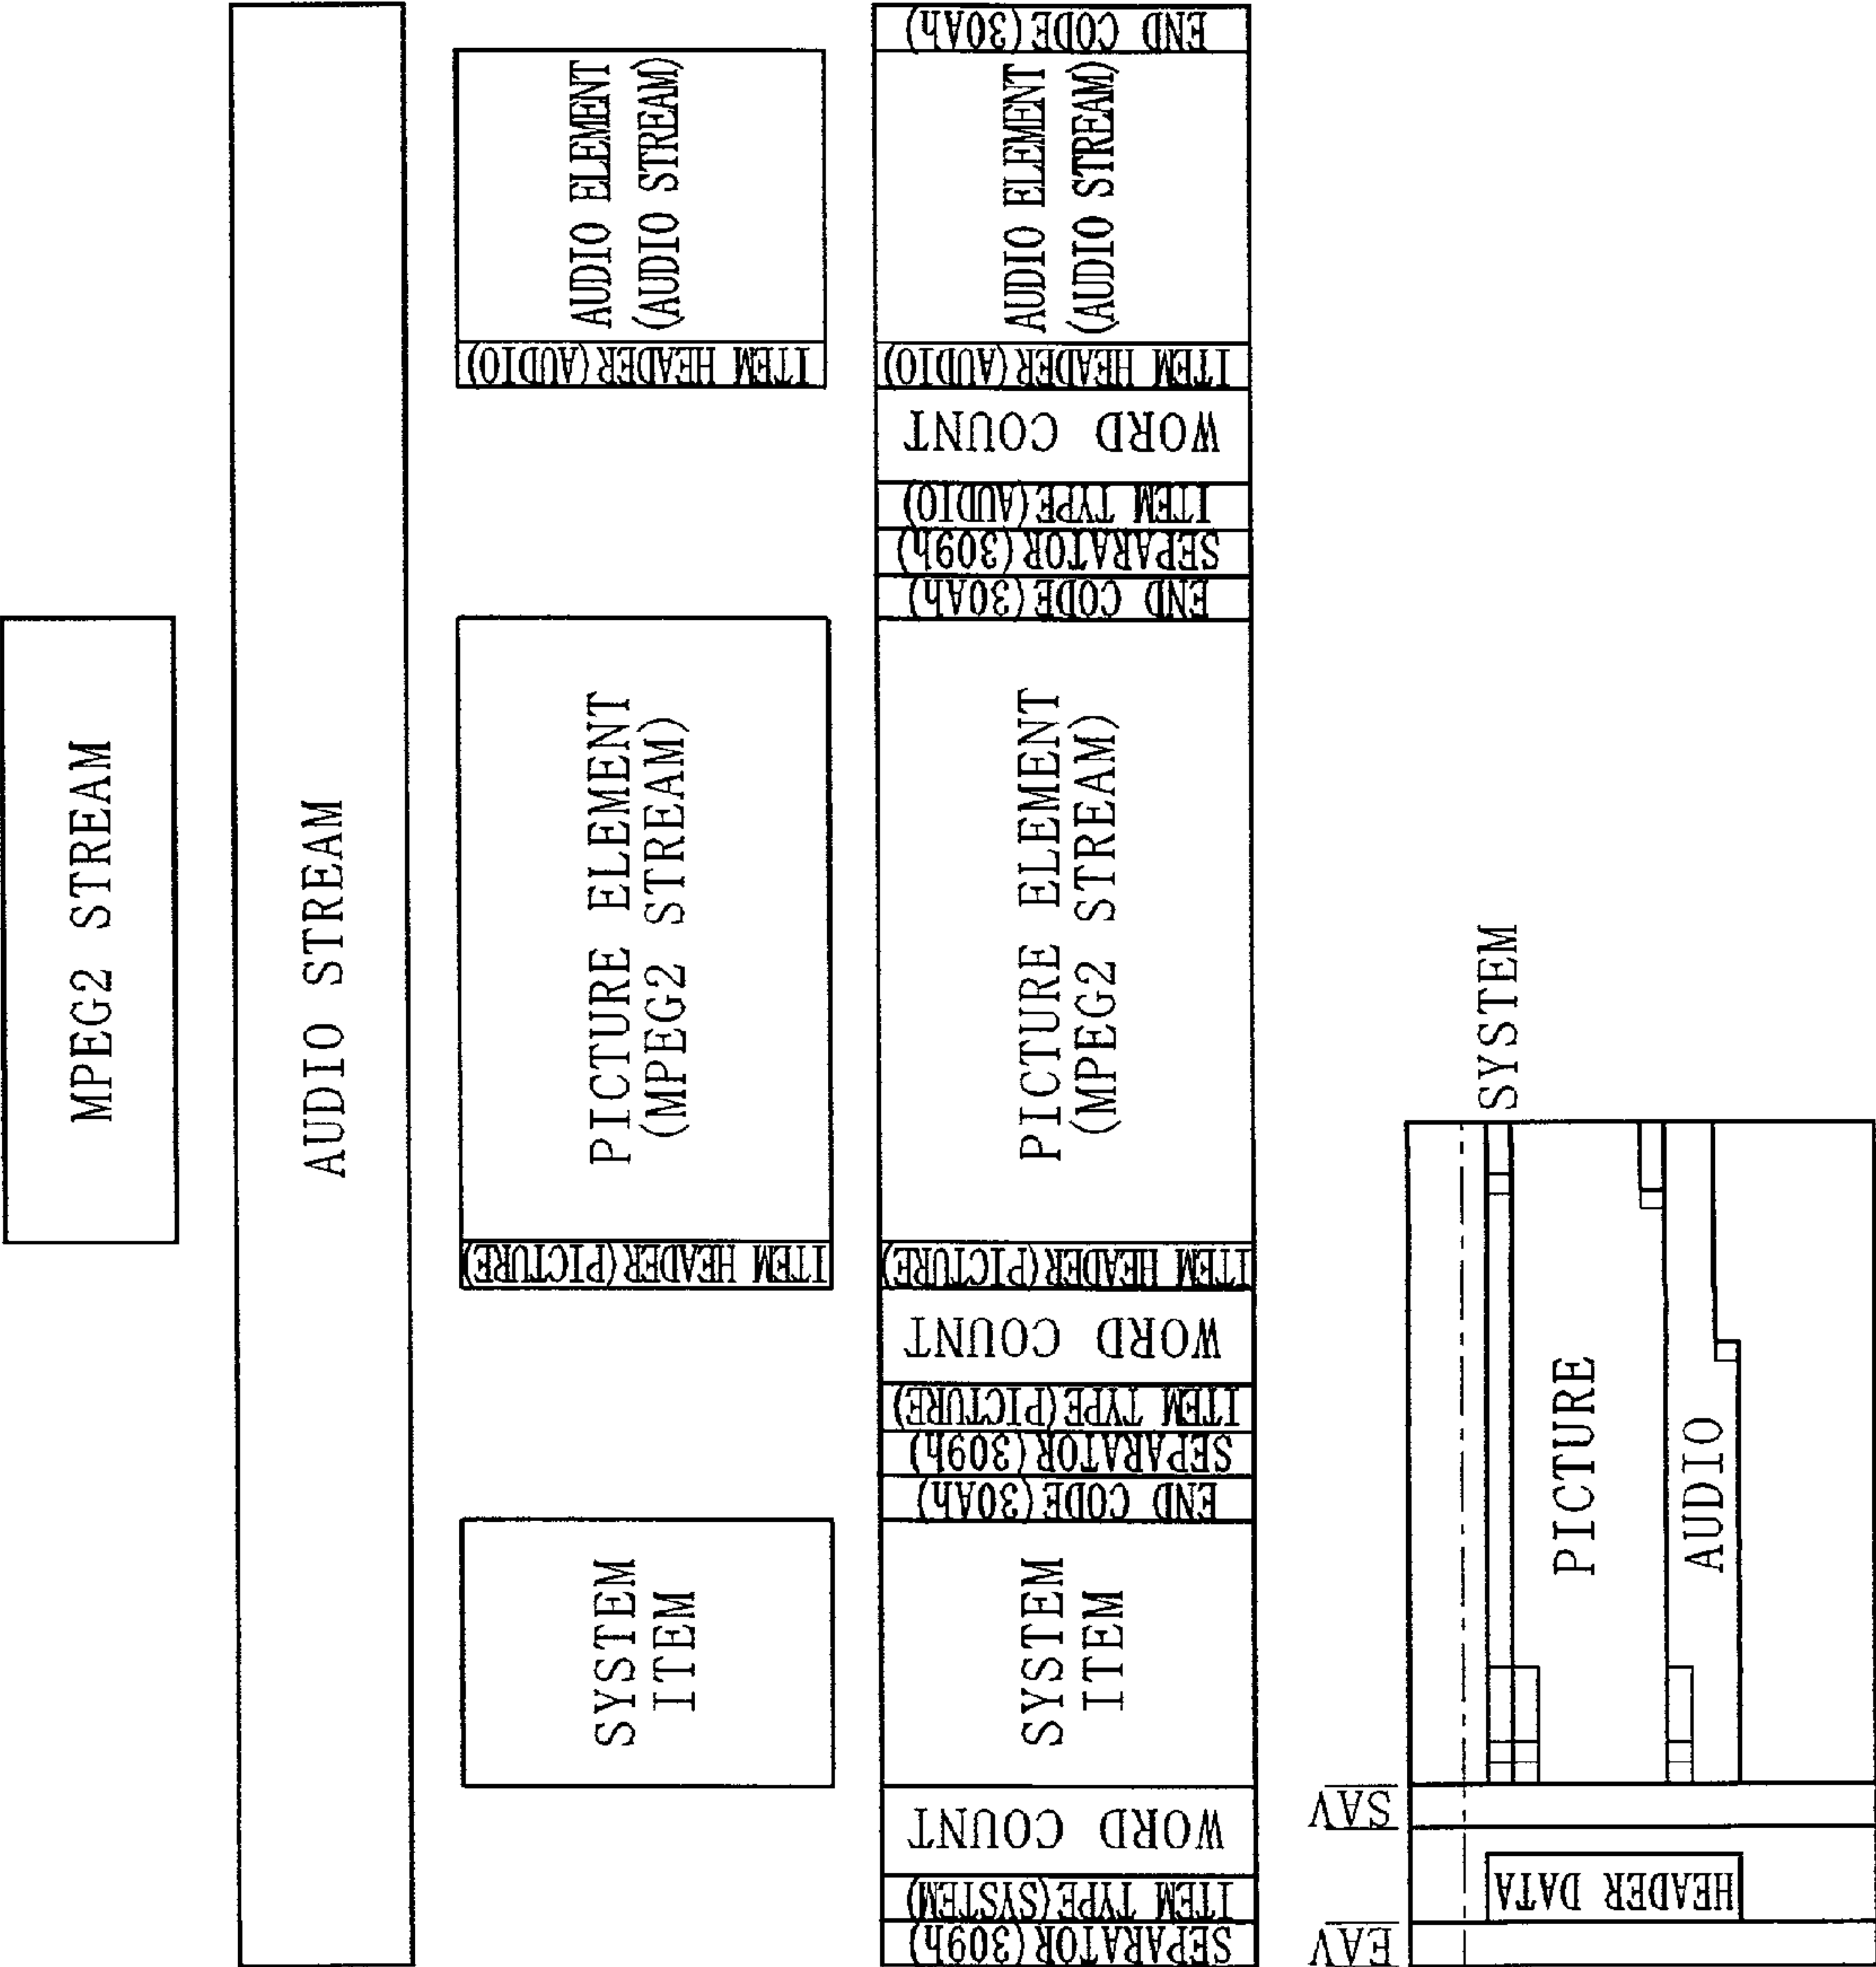 MPEG2 STREAM
AUDIO STREAM
SYSTEM
ITEM
ITEM HEADER(PICTURE)
PICTURE ELEMENT
(MPEG2 STREAM)
ITEM HEADER(AUDIO)
AUDIO ELEMENT
(AUDIO STREAM)
SEPARATOR(309h)
ITEM TYPE(SYSTEM)
WORD COUNT
SYSTEM
ITEM
END CODE(30Ah)
SEPARATOR(309h)
ITEM TYPE(PICTURE)
WORD COUNT
ITEM HEADER(PICTURE)
PICTURE ELEMENT
(MPEG2 STREAM)
END CODE(30Ah)
SEPARATOR(309h)
ITEM TYPE(AUDIO)
WORD COUNT
ITEM HEADER(AUDIO)
AUDIO ELEMENT
(AUDIO STREAM)
END CODE(30Ah)
EAV
SAV
HEADER DATA
SYSTEM
PICTURE
AUDIO